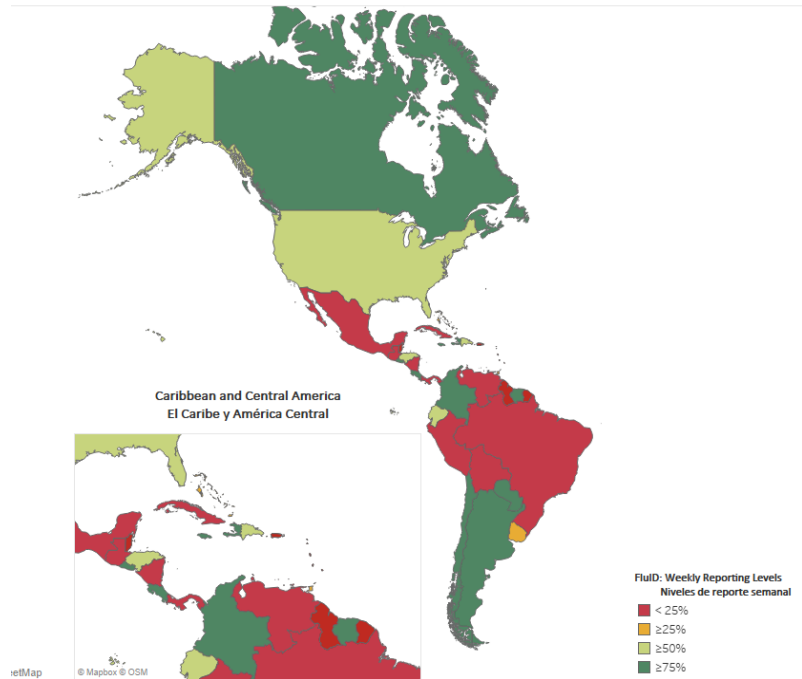 Caribbean and Central America
El Caribe y América Central
FluID: Weekly Reporting Levels
Niveles de reporte semanal
< 25%
≥25%
≥50%
≥75%
eetMap
© Mapbox © OSM